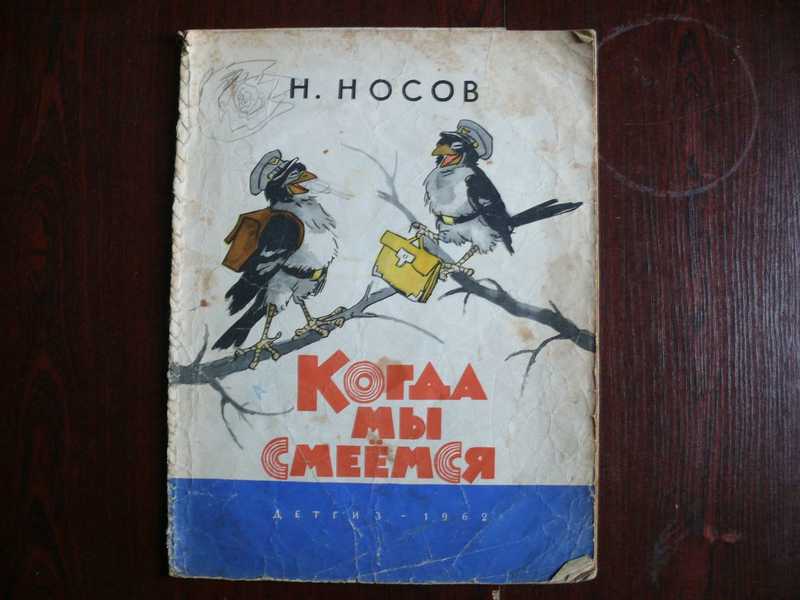 Н. НОСОВ
КОГДА
МЫ
СМЕЁМСЯ
ДЕТГИЗ – 1962